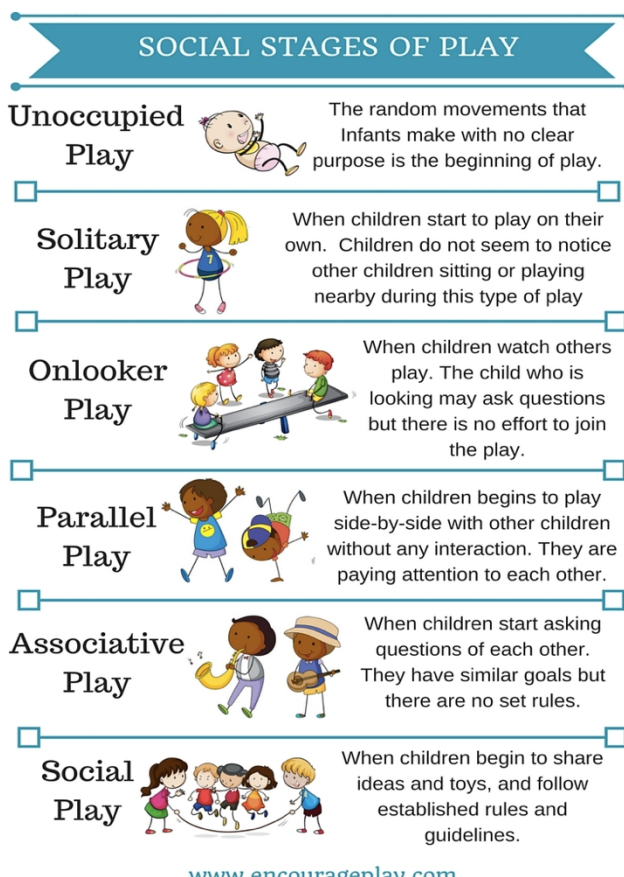 SOCIAL STAGES OF PLAY
Unoccupied
Play
The random movements that
Infants make with no clear
purpose is the beginning of play.
Solitary
Play
7
When children start to play on their
own. Children do not seem to notice
other children sitting or playing
nearby during this type of play
Onlooker
Play
When children watch others
play. The child who is
looking may ask questions
but there is no effort to join
the play.
Parallel
Play
When children begins to play
side-by-side with other children
without any interaction. They are
paying attention to each other.
Associative
Play
When children start asking
questions of each other.
They have similar goals but
there are no set rules.
Social
Play
When children begin to share
ideas and toys, and follow
established rules and
guidelines.
www.encourageplay.com